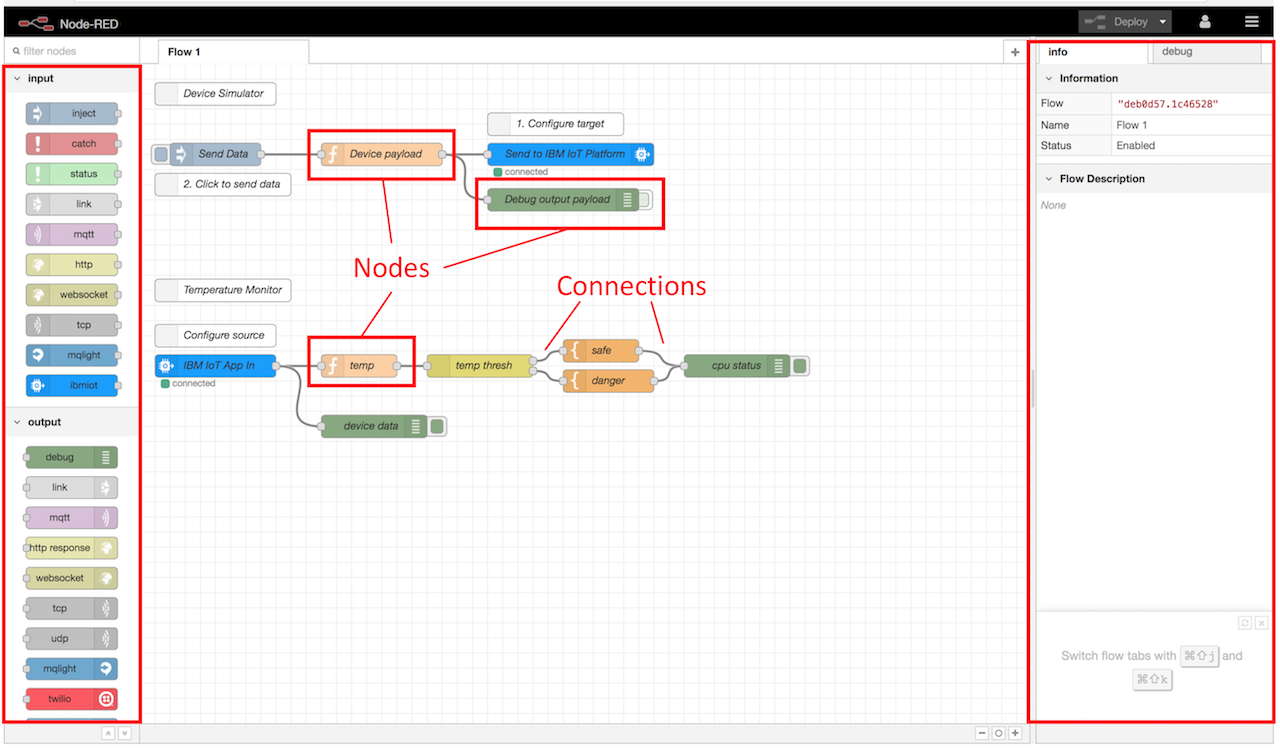 Node-RED
Deploy
filter nodes
input
inject
catch
status
link
mqtt
http
websocket
tcp
mqlight
ibmiot
output
debug
link
mqtt
http response
websocket
tcp
udp
mqlight
twilio
Flow 1
Device Simulator
1. Configure target
Send Data
Device payload
Send to IBM IoT Platform
connected
2. Click to send data
Debug output payload
Nodes
Connections
Temperature Monitor
Configure source
IBM IoT App In
connected
temp
temp thresh
safe
danger
cpu status
device data
info
debug
Information
Flow "deb0d57.1c46528"
Name Flow 1
Status Enabled
Flow Description
None
Switch flow tabs with ⌘⇧j and
⌘⇧k